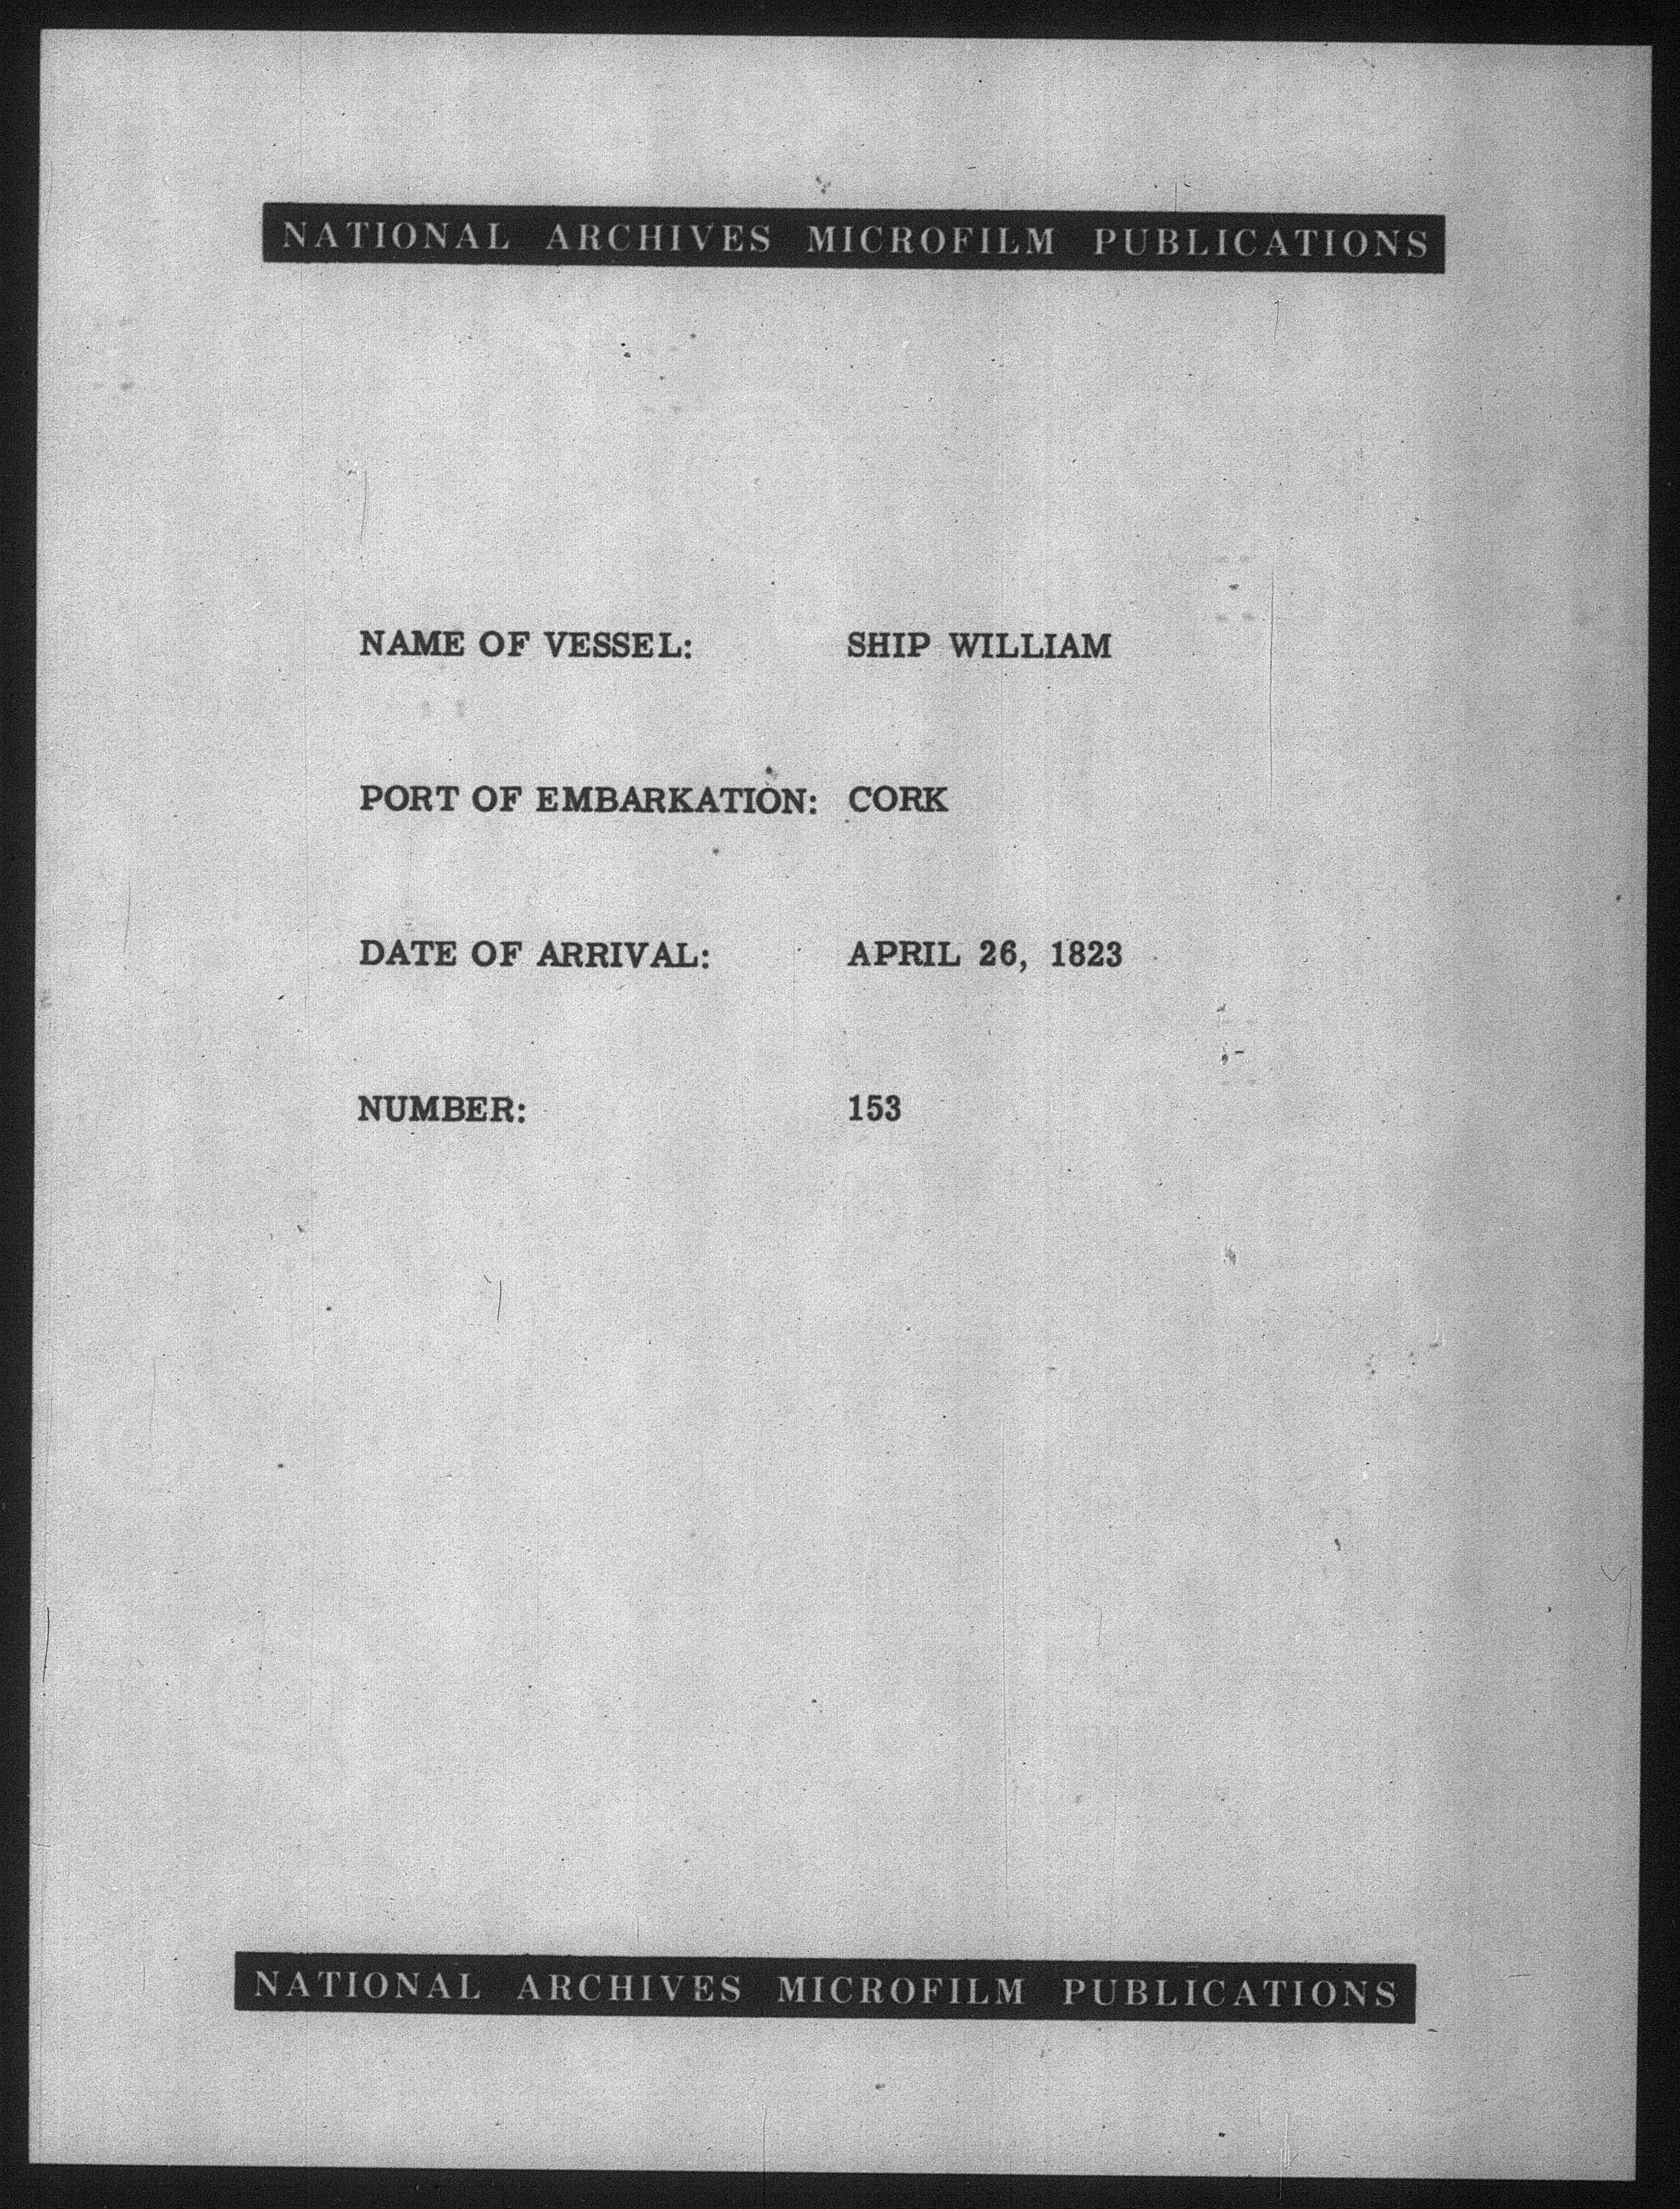 NATIONAL ARCHIVES MICROFILM PUBLICATIONS
NAME OF VESSEL: SHIP WILLIAM
PORT OF EMBARKATION: CORK
DATE OF ARRIVAL: APRIL 26, 1823
NUMBER: 153
NATIONAL ARCHIVES MICROFILM PUBLICATIONS